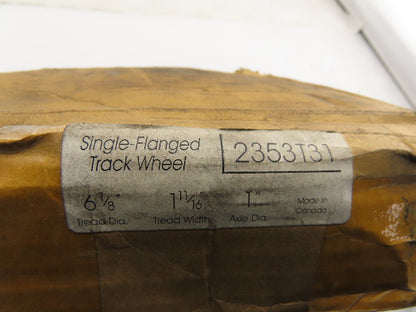 Single-Flanged
Track Wheel
2353T31
6 1/8"
1 11/16"
1"
Made in
Canada
Tread Dia.
Tread Width
Axle Dia.